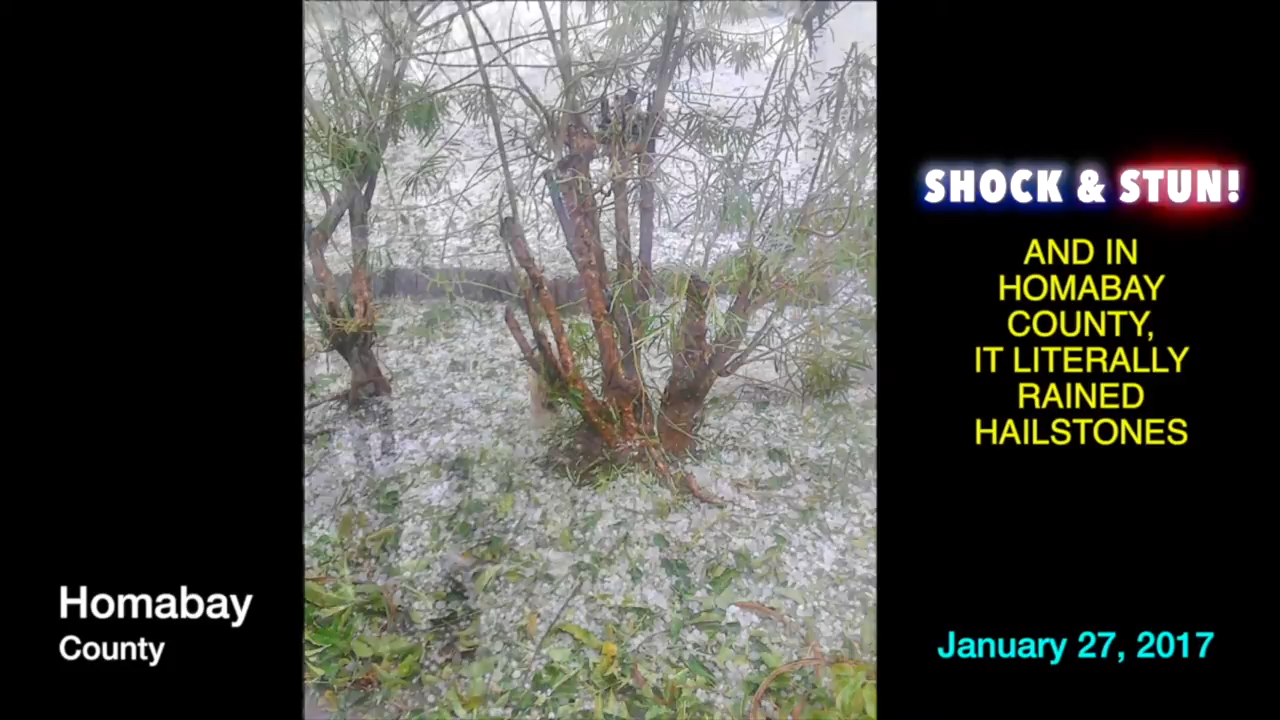 SHOCK & STUN!
AND IN
HOMABAY
COUNTY,
IT LITERALLY
RAINED
HAILSTONES
Homabay
County
January 27, 2017